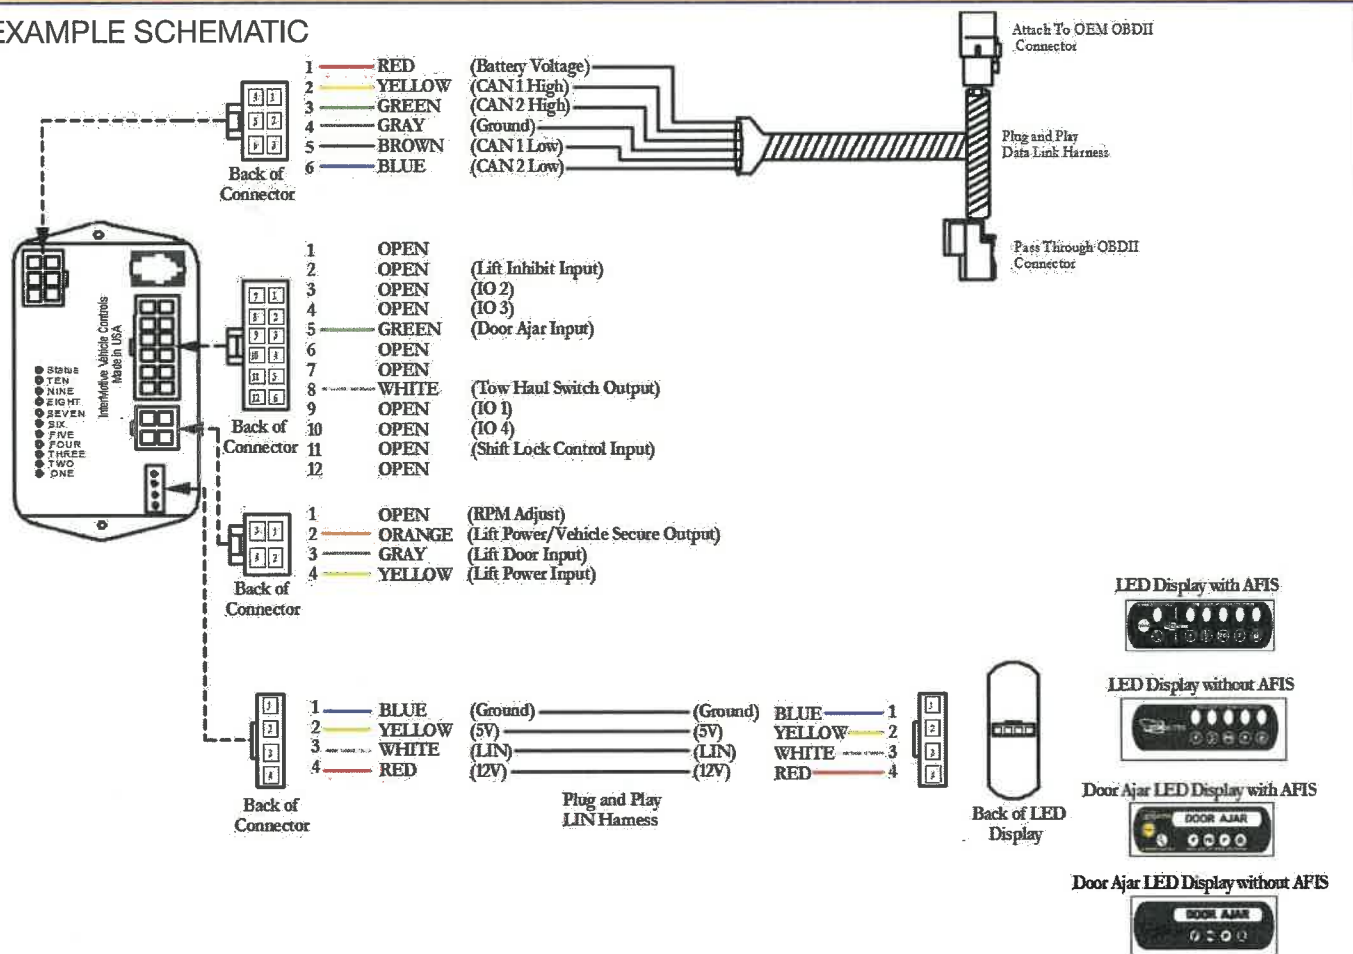 EXAMPLE SCHEMATIC
1 RED (Battery Voltage)
2 YELLOW (CAN 1 High)
3 GREEN (CAN 2 High)
4 GRAY (Ground)
5 BROWN (CAN 1 Low)
6 BLUE (CAN 2 Low)
Back of
Connector
Attach To OEM OBDII
Connector
Plug and Play
Data Link Harness
Pass Through OBDII
Connector
InterMotive Vehicle Controls
Made in USA
Status
TEN
NINE
EIGHT
SEVEN
SIX
FIVE
FOUR
THREE
TWO
ONE
1 OPEN
2 OPEN (Lift Inhibit Input)
3 OPEN (IO 2)
4 OPEN (IO 3)
5 GREEN (Door Ajar Input)
6 OPEN
7 OPEN
8 WHITE (Tow Haul Switch Output)
9 OPEN (IO 1)
10 OPEN (IO 4)
11 OPEN (Shift Lock Control Input)
12 OPEN
Back of
Connector
1 OPEN (RPM Adjust)
2 ORANGE (Lift Power/Vehicle Secure Output)
3 GRAY (Lift Door Input)
4 YELLOW (Lift Power Input)
Back of
Connector
1 BLUE (Ground) (Ground) BLUE 1
2 YELLOW (5V) (5V) YELLOW 2
3 WHITE (LIN) (LIN) WHITE 3
4 RED (12V) (12V) RED 4
Back of
Connector
Plug and Play
LIN Harness
Back of LED
Display
LED Display with AFIS
LED Display without AFIS
Door Ajar LED Display with AFIS
DOOR AJAR
Door Ajar LED Display without AFIS
DOOR AJAR